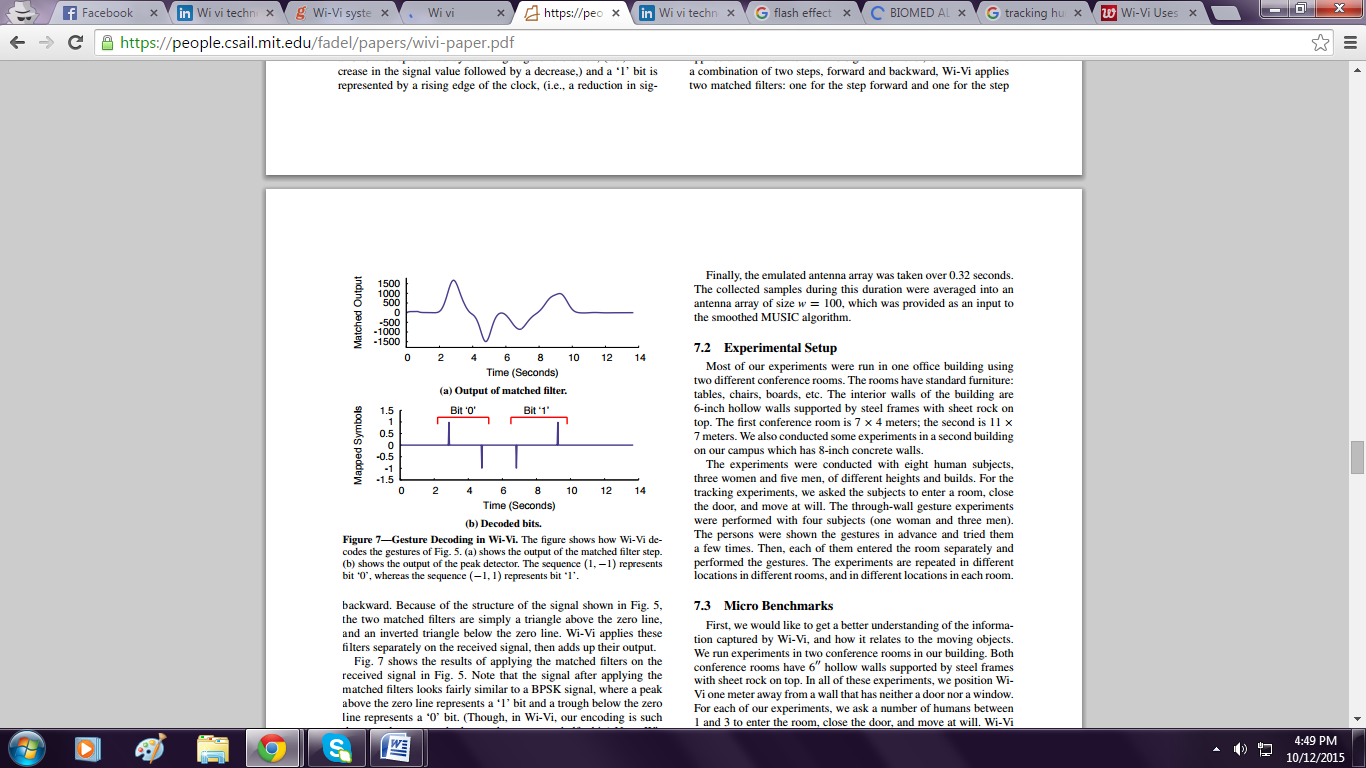 Facebook
Wi vi techn
Wi-Vi syste
Wi vi
https://peo
Wi vi techn
flash effect
BIOMED AL
tracking hu
Wi-Vi Uses
https://people.csail.mit.edu/fadel/papers/wivi-paper.pdf
crease in the signal value followed by a decrease,) and a ‘1’ bit is
represented by a rising edge of the clock, (i.e., a reduction in sig-
a combination of two steps, forward and backward, Wi-Vi applies
two matched filters: one for the step forward and one for the step
Matched Output
1500
1000
500
0
-500
-1000
-1500
0 2 4 6 8 10 12 14
Time (Seconds)
(a) Output of matched filter.
Mapped Symbols
1.5
1
0.5
0
-0.5
-1
-1.5
Bit ‘0’ Bit ‘1’
0 2 4 6 8 10 12 14
Time (Seconds)
(b) Decoded bits.
Figure 7—Gesture Decoding in Wi-Vi. The figure shows how Wi-Vi de-
codes the gestures of Fig. 5. (a) shows the output of the matched filter step.
(b) shows the output of the peak detector. The sequence (1, −1) represents
bit ‘0’, whereas the sequence (−1, 1) represents bit ‘1’.
backward. Because of the structure of the signal shown in Fig. 5,
the two matched filters are simply a triangle above the zero line,
and an inverted triangle below the zero line. Wi-Vi applies these
filters separately on the received signal, then adds up their output.
Fig. 7 shows the results of applying the matched filters on the
received signal in Fig. 5. Note that the signal after applying the
matched filters looks fairly similar to a BPSK signal, where a peak
above the zero line represents a ‘1’ bit and a trough below the zero
line represents a ‘0’ bit. (Though, in Wi-Vi, our encoding is such
Finally, the emulated antenna array was taken over 0.32 seconds.
The collected samples during this duration were averaged into an
antenna array of size w = 100, which was provided as an input to
the smoothed MUSIC algorithm.
7.2 Experimental Setup
Most of our experiments were run in one office building using
two different conference rooms. The rooms have standard furniture:
tables, chairs, boards, etc. The interior walls of the building are
6-inch hollow walls supported by steel frames with sheet rock on
top. The first conference room is 7 × 4 meters; the second is 11 ×
7 meters. We also conducted some experiments in a second building
on our campus which has 8-inch concrete walls.
The experiments were conducted with eight human subjects,
three women and five men, of different heights and builds. For the
tracking experiments, we asked the subjects to enter a room, close
the door, and move at will. The through-wall gesture experiments
were performed with four subjects (one woman and three men).
The persons were shown the gestures in advance and tried them
a few times. Then, each of them entered the room separately and
performed the gestures. The experiments are repeated in different
locations in different rooms, and in different locations in each room.
7.3 Micro Benchmarks
First, we would like to get a better understanding of the informa-
tion captured by Wi-Vi, and how it relates to the moving objects.
We run experiments in two conference rooms in our building. Both
conference rooms have 6″ hollow walls supported by steel frames
with sheet rock on top. In all of these experiments, we position Wi-
Vi one meter away from a wall that has neither a door nor a window.
For each of our experiments, we ask a number of humans between
1 and 3 to enter the room, close the door, and move at will. Wi-Vi
4:49 PM
10/12/2015